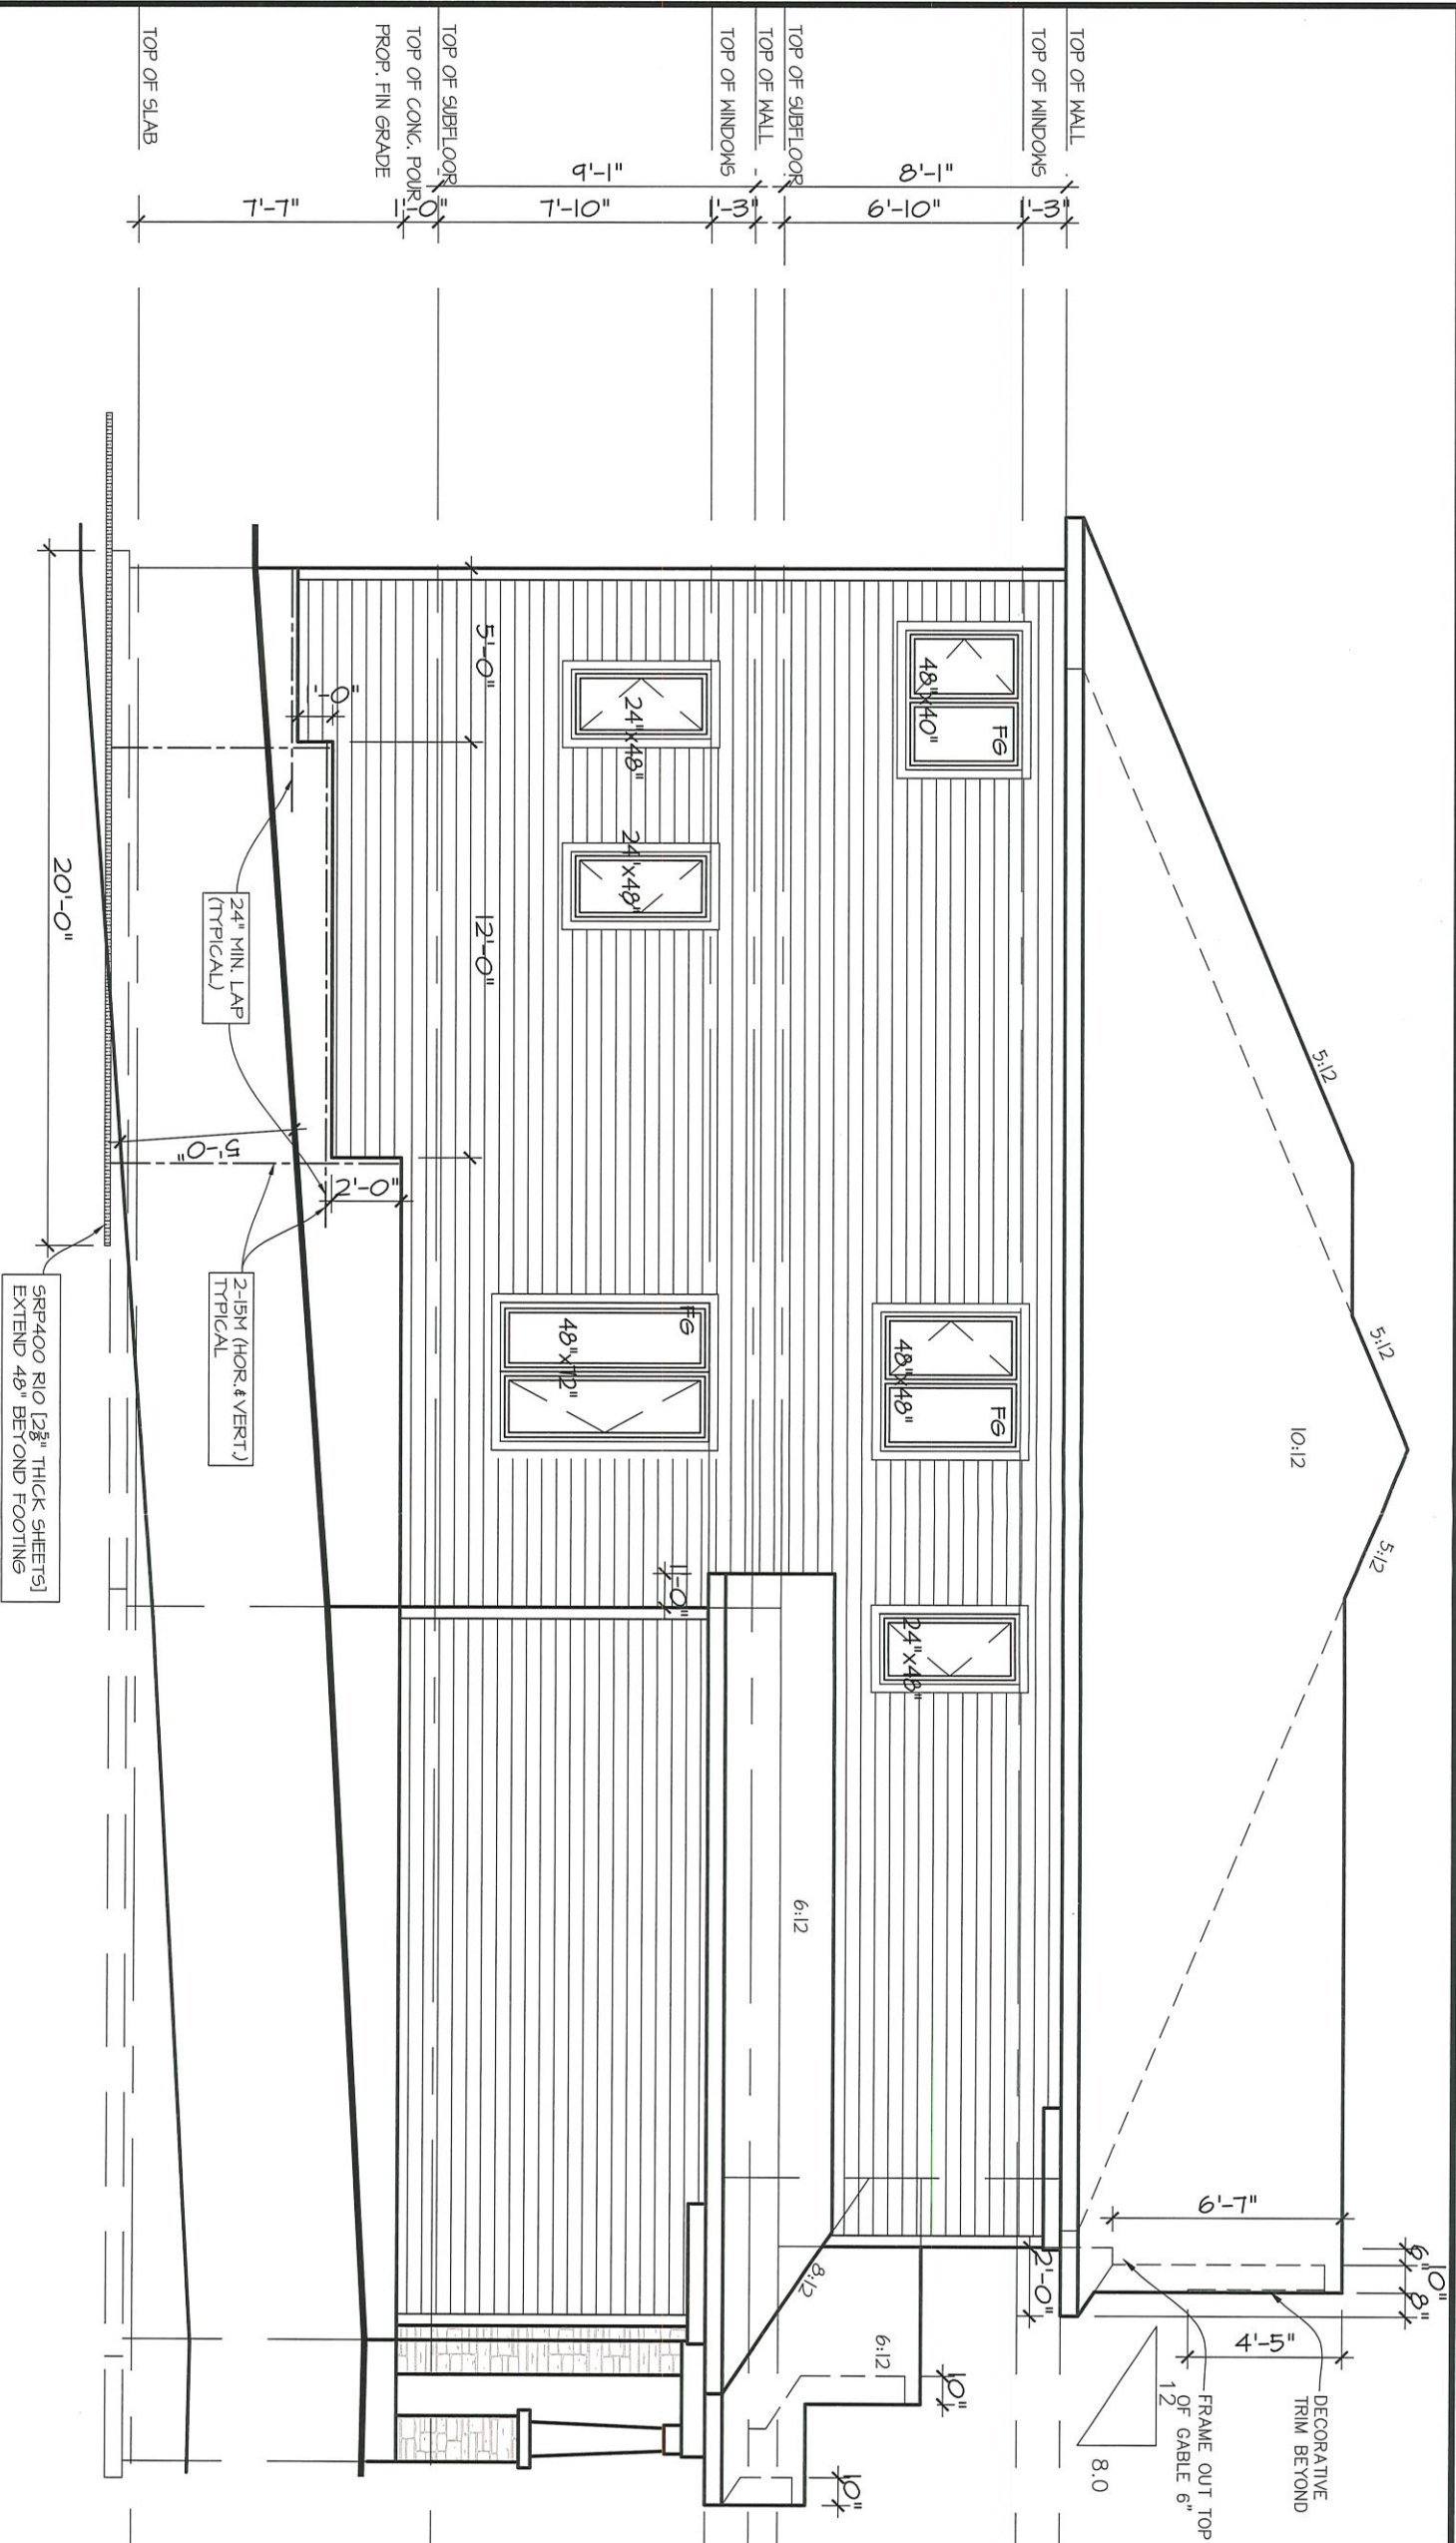 TOP OF WALL
TOP OF WINDOWS
TOP OF SUBFLOOR
TOP OF WALL
TOP OF WINDOWS
TOP OF SUBFLOOR
TOP OF CONC. POUR
PROP. FIN GRADE
TOP OF SLAB
8'-1"
1'-3"
6'-10"
9'-1"
1'-3"
7'-10"
1'-0"
7'-7"
5:12
5:12
10:12
5:12
6'-7"
6"
10"
8"
4'-5"
2'-0"
DECORATIVE
TRIM BEYOND
FRAME OUT TOP
OF GABLE 6"
12
8.0
48"x40"
FG
48"x48"
FG
24"x48"
24"x48"
24"x48"
FG
48"x72"
1'-0"
6:12
8:12
6:12
10"
10"
5'-0"
12'-0"
1'-0"
2'-0"
5'-0"
24" MIN. LAP
(TYPICAL)
2-15M (HOR.&VERT.)
TYPICAL
20'-0"
SRP400 R10 [2⅝" THICK SHEETS]
EXTEND 48" BEYOND FOOTING